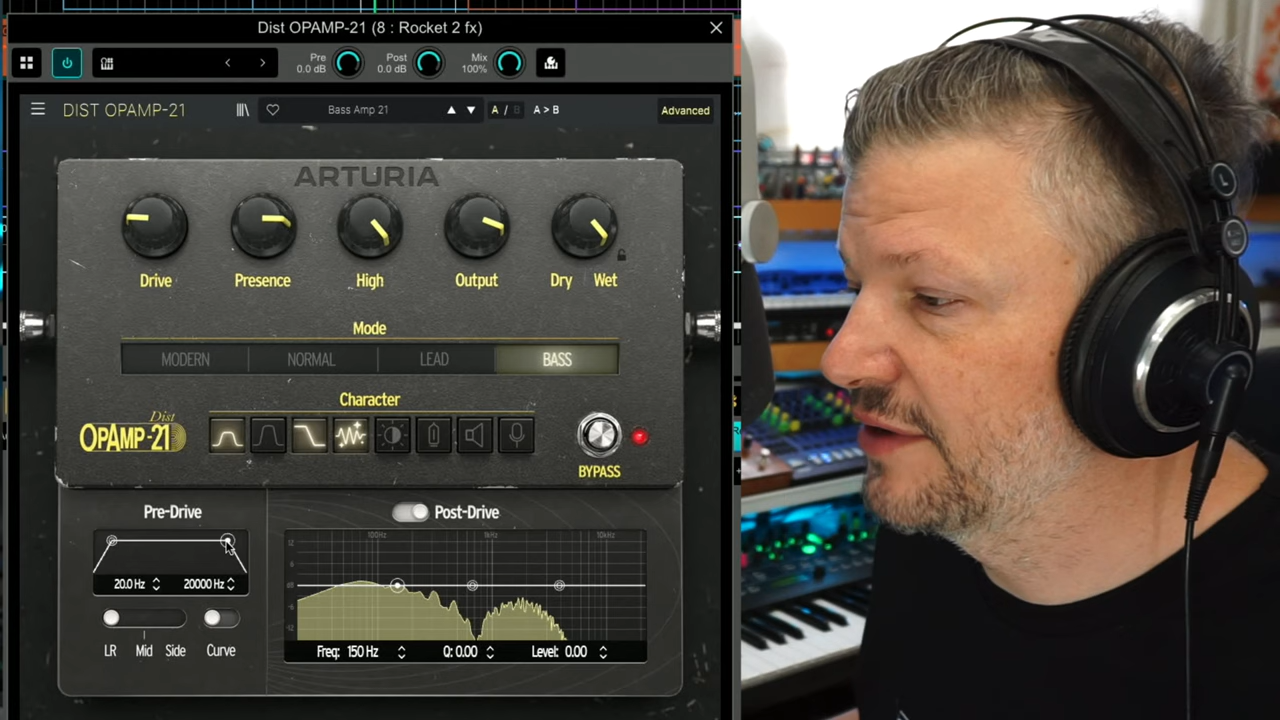 Dist OPAMP-21 (8 : Rocket 2 fx)
Pre 0.0 dB
Post 0.0 dB
Mix 100%
DIST OPAMP-21
Bass Amp 21
A / B
A > B
Advanced
ARTURIA
Drive
Presence
High
Output
Dry
Wet
Mode
MODERN
NORMAL
LEAD
BASS
Character
Dist
OPAMP-21
BYPASS
Pre-Drive
Post-Drive
20.0 Hz
20000 Hz
LR
Mid
Side
Curve
100Hz
1kHz
10kHz
Freq: 150 Hz
Q: 0.00
Level: 0.00
L